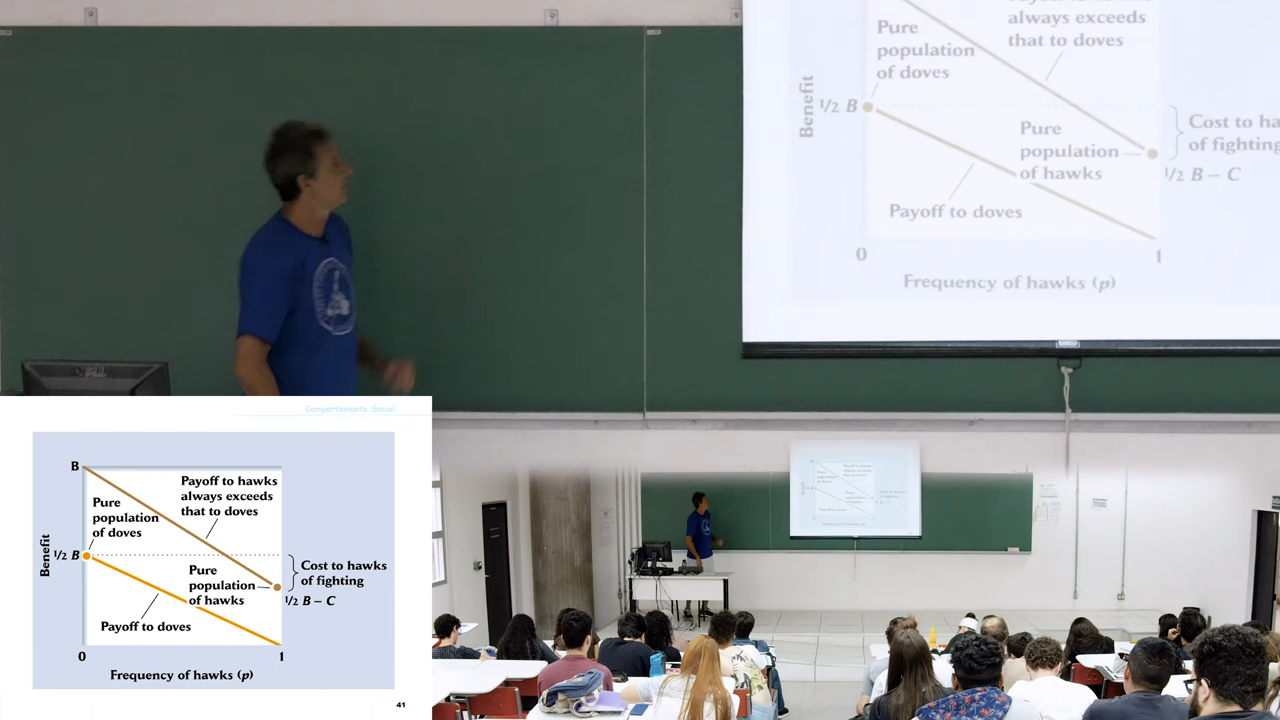 Payoff to hawks
always exceeds
that to doves
Pure
population
of doves
Benefit
1/2 B
Pure
population
of hawks
Cost to ha
of fighting
1/2 B – C
Payoff to doves
0
1
Frequency of hawks (p)
Comportamento Social
B
Payoff to hawks
always exceeds
that to doves
Pure
population
of doves
Benefit
1/2 B
Pure
population
of hawks
Cost to hawks
of fighting
1/2 B – C
Payoff to doves
0
1
Frequency of hawks (p)
41